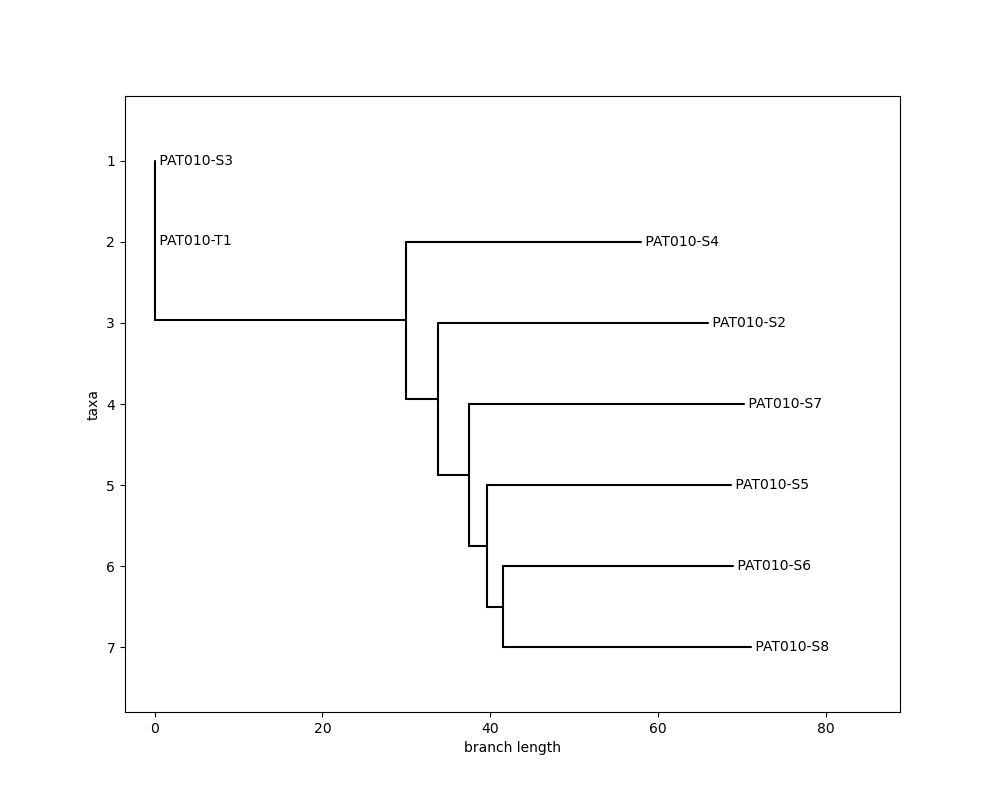 1
PAT010-S3
2
PAT010-T1
PAT010-S4
3
PAT010-S2
taxa
4
PAT010-S7
5
PAT010-S5
6
PAT010-S6
7
PAT010-S8
0 20 40 60 80
branch length